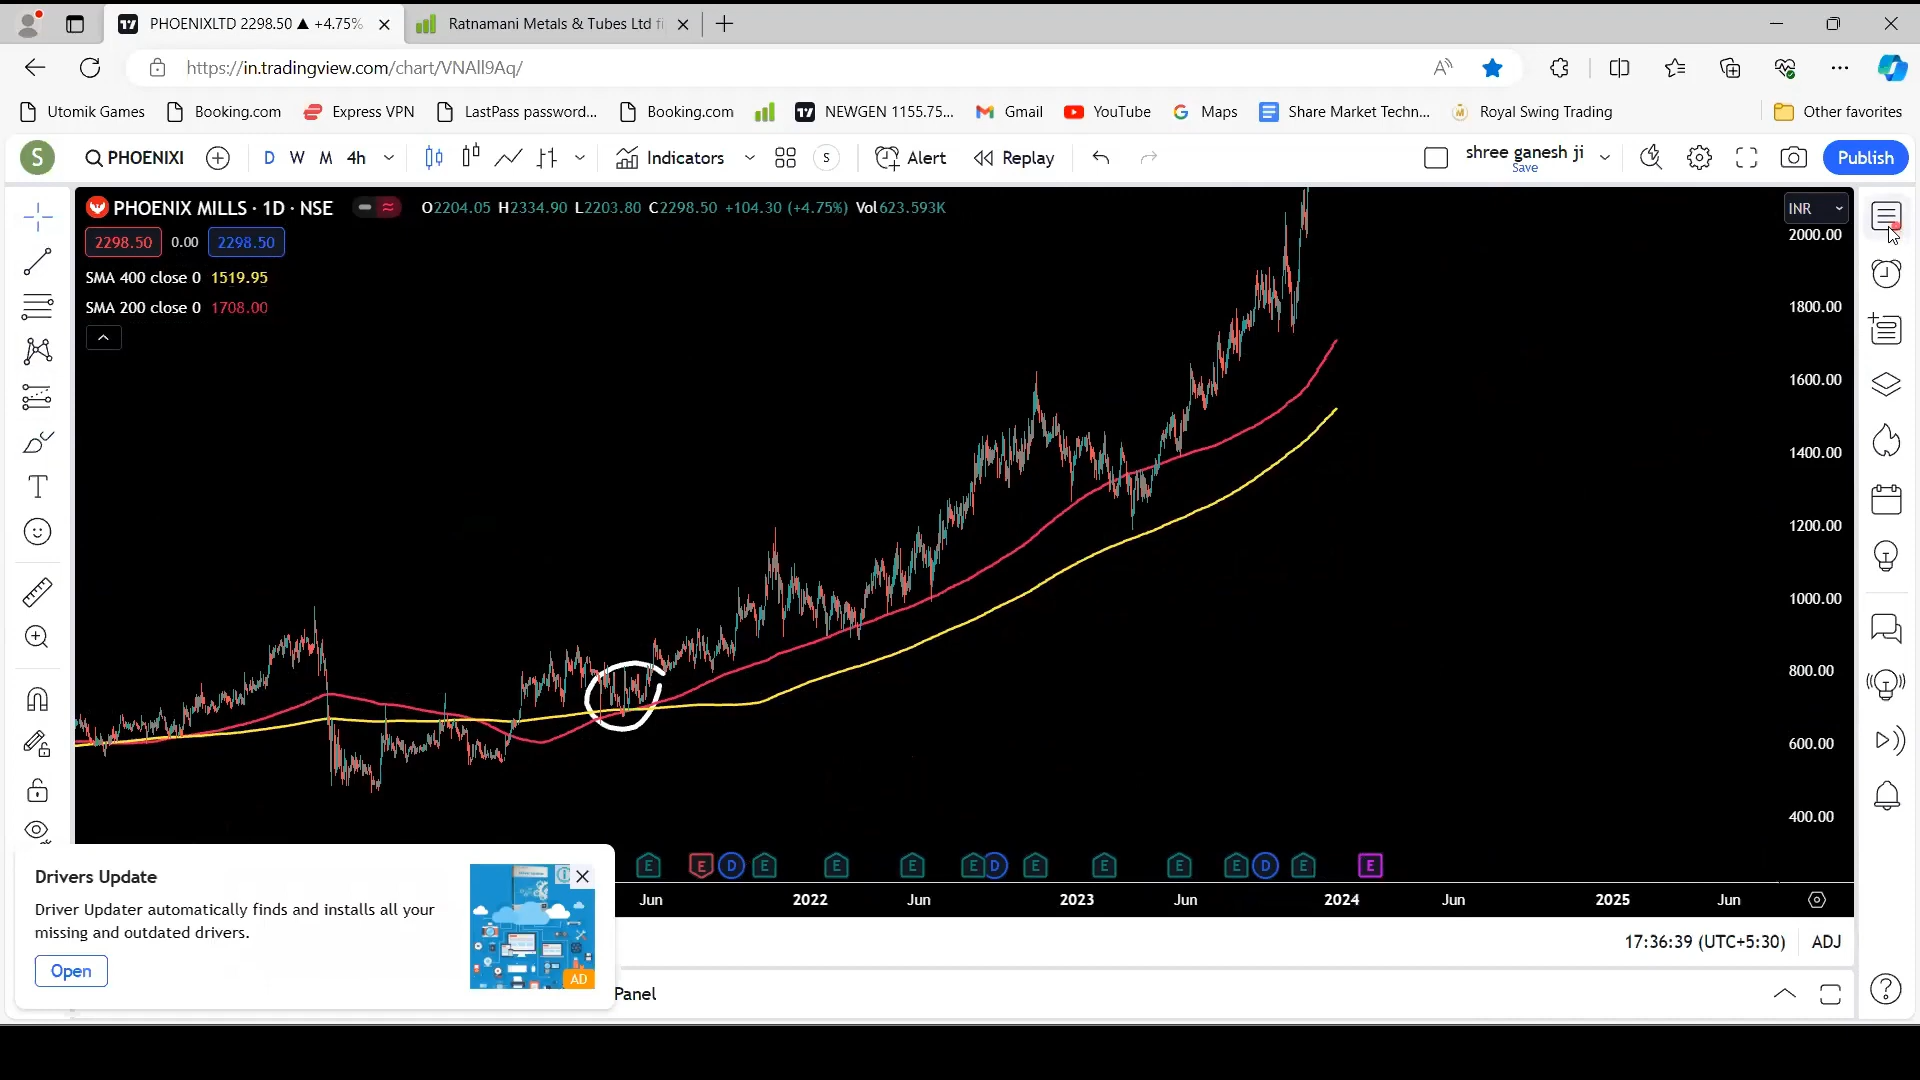 PHOENIXLTD 2298.50 ▲ +4.75%
Ratnamani Metals & Tubes Ltd fi
https://in.tradingview.com/chart/VNAll9Aq/
Utomik Games
Booking.com
Express VPN
LastPass password...
Booking.com
NEWGEN 1155.75...
Gmail
YouTube
Maps
Share Market Techn...
Royal Swing Trading
Other favorites
S
PHOENIXI
D
W
M
4h
Indicators
S
Alert
Replay
shree ganesh ji
Save
Publish
PHOENIX MILLS · 1D · NSE
O2204.05 H2334.90 L2203.80 C2298.50 +104.30 (+4.75%) Vol623.593K
INR
2298.50
0.00
2298.50
SMA 400 close 0 1519.95
SMA 200 close 0 1708.00
2000.00
1800.00
1600.00
1400.00
1200.00
1000.00
800.00
600.00
400.00
E
E
D
E
E
E
E
D
E
E
E
E
D
E
E
Jun
2022
Jun
2023
Jun
2024
Jun
2025
Jun
17:36:39 (UTC+5:30)
ADJ
Panel
Drivers Update
Driver Updater automatically finds and installs all your
missing and outdated drivers.
Open
AD